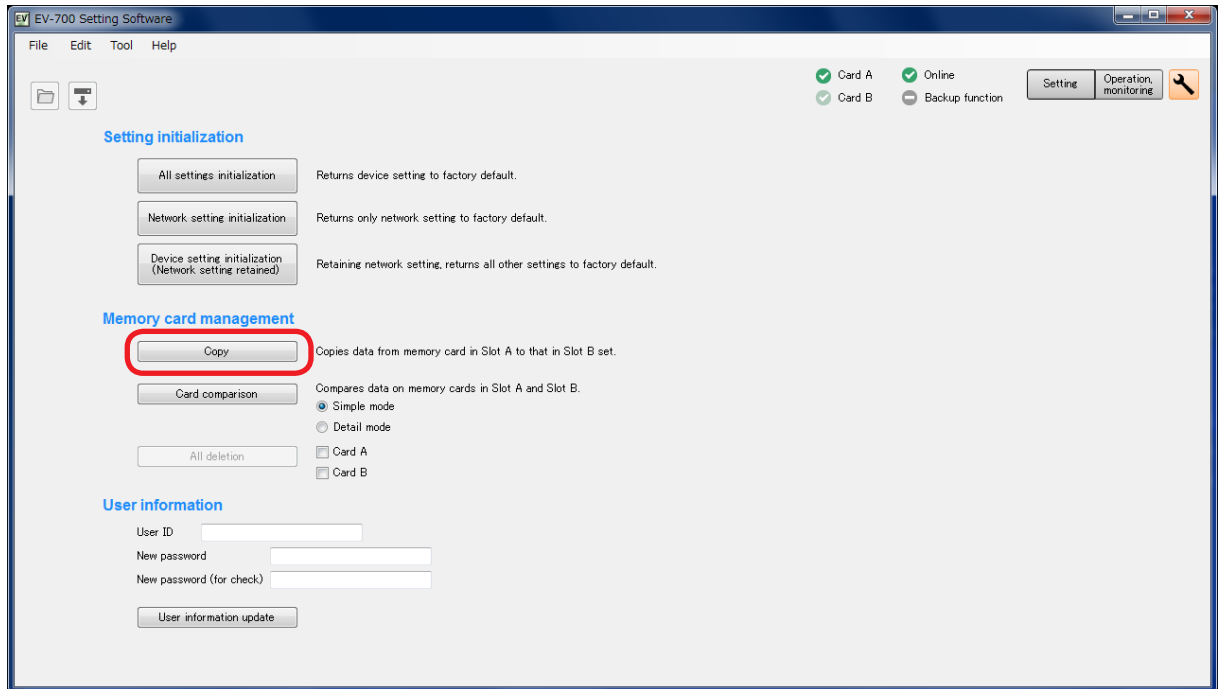 EV EV-700 Setting Software
File Edit Tool Help
Card A Online
Card B Backup function
Setting
Operation,
monitoring
Setting initialization
All settings initialization Returns device setting to factory default.
Network setting initialization Returns only network setting to factory default.
Device setting initialization
(Network setting retained)
Retaining network setting, returns all other settings to factory default.
Memory card management
Copy Copies data from memory card in Slot A to that in Slot B set.
Card comparison Compares data on memory cards in Slot A and Slot B.
Simple mode
Detail mode
All deletion Card A
Card B
User information
User ID
New password
New password (for check)
User information update